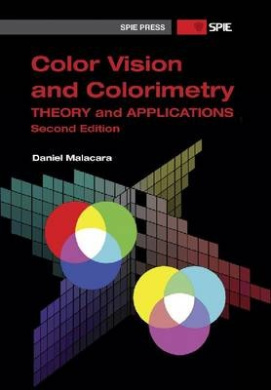 SPIE PRESS SPIE
Color Vision
and Colorimetry
THEORY and APPLICATIONS
Second Edition
Daniel Malacara